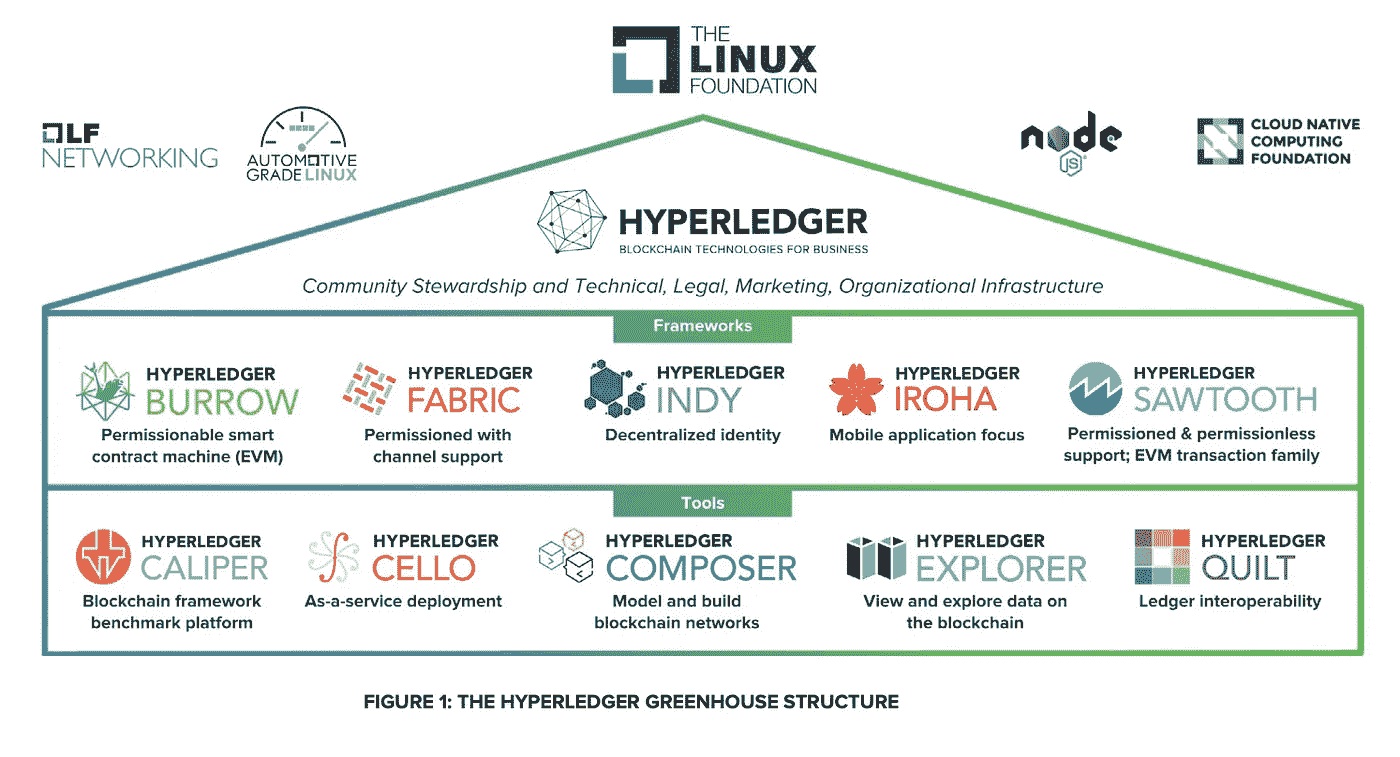 THE
LINUX
FOUNDATION
LF
NETWORKING
AUTOMOTIVE
GRADE LINUX
node
JS
CLOUD NATIVE
COMPUTING
FOUNDATION
HYPERLEDGER
BLOCKCHAIN TECHNOLOGIES FOR BUSINESS
Community Stewardship and Technical, Legal, Marketing, Organizational Infrastructure
Frameworks
HYPERLEDGER
BURROW
Permissionable smart
contract machine (EVM)
HYPERLEDGER
FABRIC
Permissioned with
channel support
HYPERLEDGER
INDY
Decentralized identity
HYPERLEDGER
IROHA
Mobile application focus
HYPERLEDGER
SAWTOOTH
Permissioned & permissionless
support; EVM transaction family
Tools
HYPERLEDGER
CALIPER
Blockchain framework
benchmark platform
HYPERLEDGER
CELLO
As-a-service deployment
HYPERLEDGER
COMPOSER
Model and build
blockchain networks
HYPERLEDGER
EXPLORER
View and explore data on
the blockchain
HYPERLEDGER
QUILT
Ledger interoperability
FIGURE 1: THE HYPERLEDGER GREENHOUSE STRUCTURE